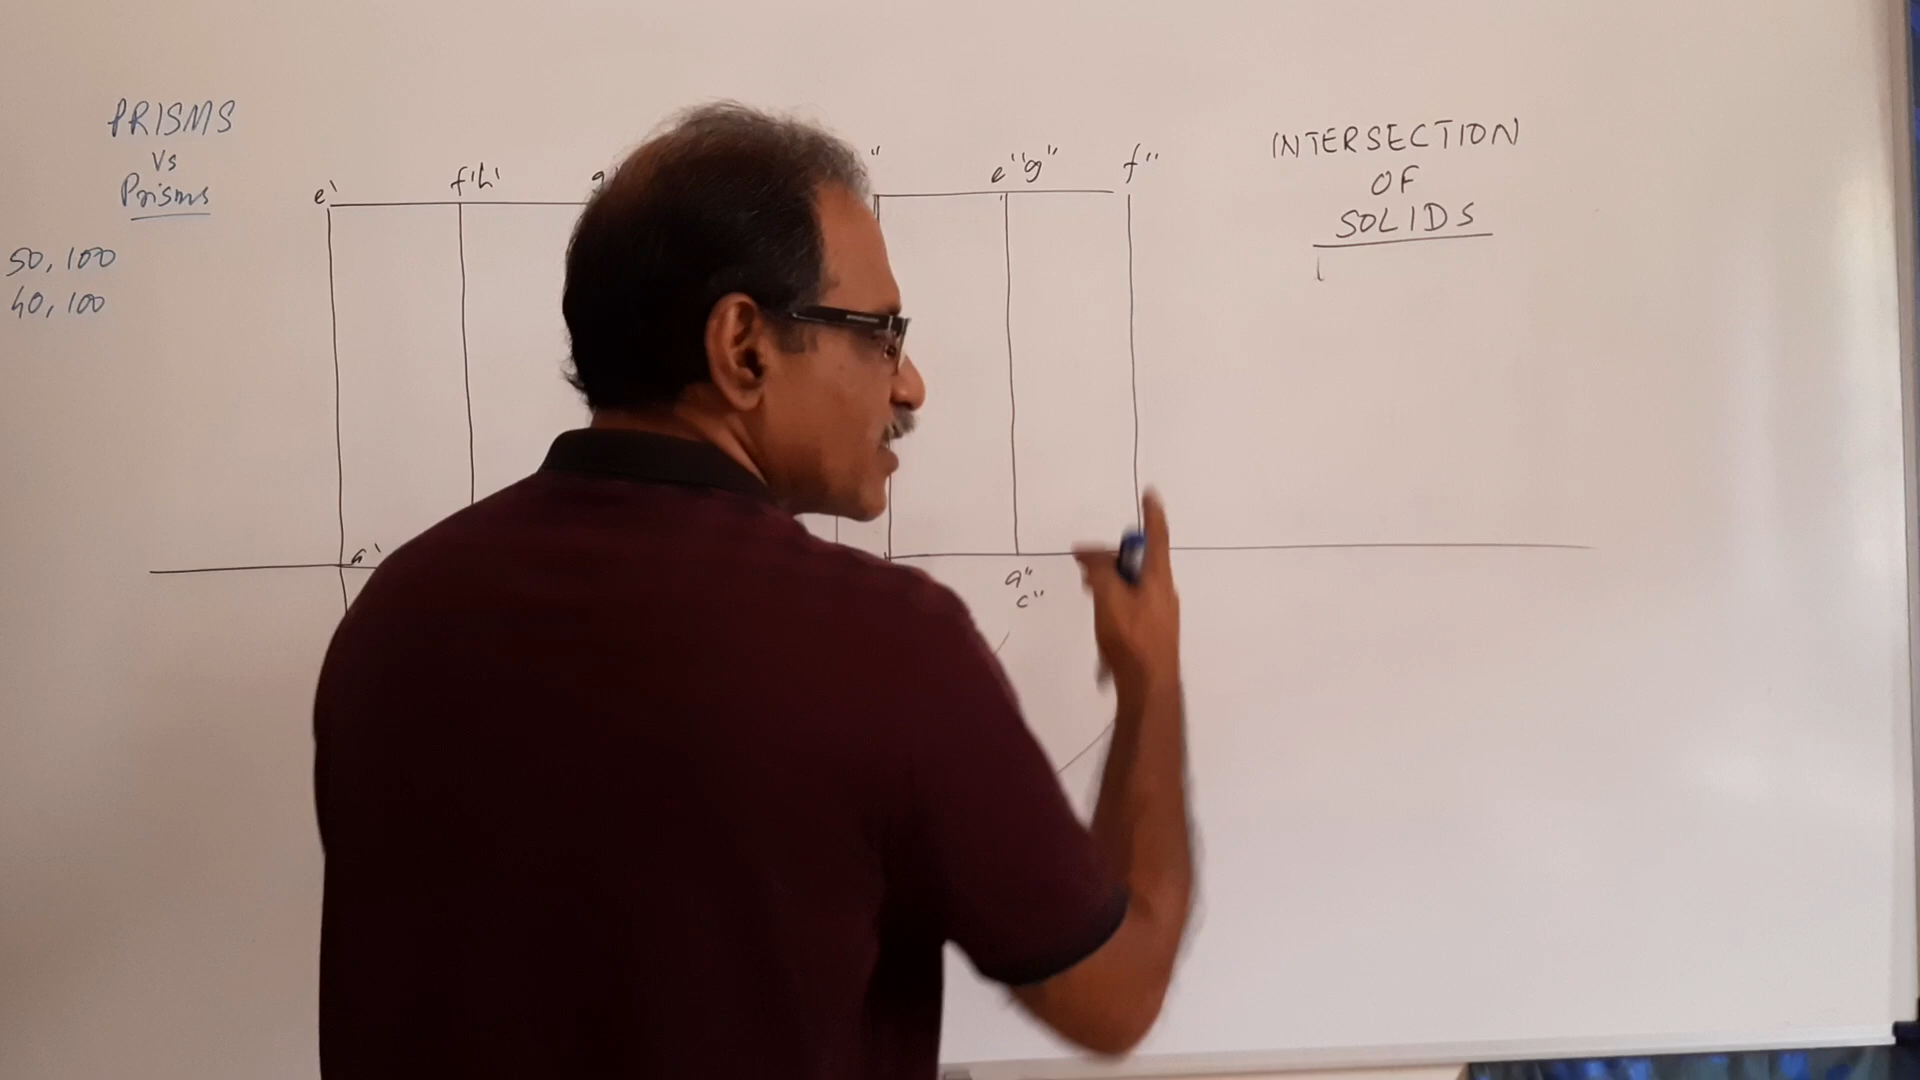 PRISMS
Vs
Prisms
50, 100
40, 100
e' f'h' g' " e"g" f"
a'
a"
c"
INTERSECTION
OF
SOLIDS